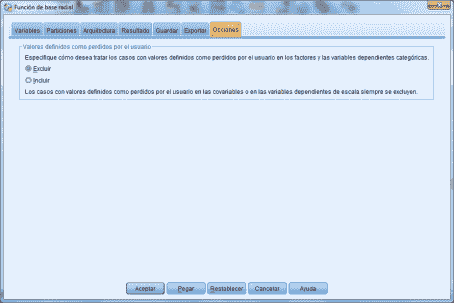 Función de base radial
Variables Particiones Arquitectura Resultado Guardar Exportar Opciones
Valores definidos como perdidos por el usuario
Especifique cómo desea tratar los casos con valores definidos como perdidos por el usuario en los factores y las variables dependientes categóricas.
Excluir
Incluir
Los casos con valores definidos como perdidos por el usuario en las covariables o en las variables dependientes de escala siempre se excluyen.
Aceptar Pegar Restablecer Cancelar Ayuda